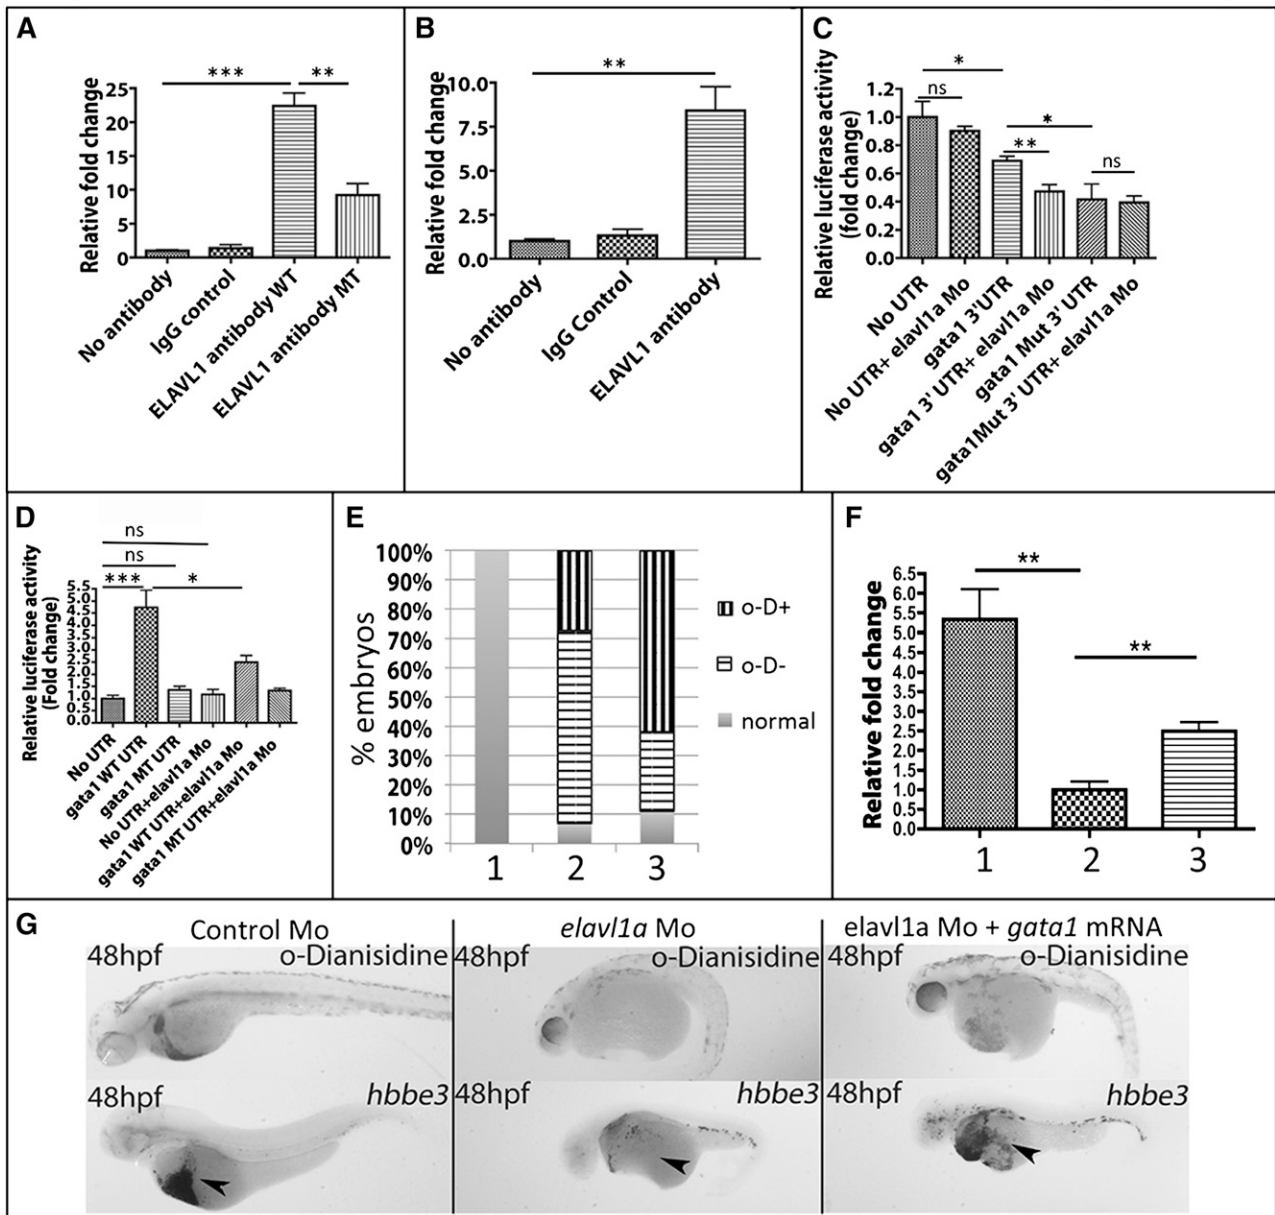 A
Relative fold change
25
20
15
10
5
0
***
**
No antibody
IgG control
ELAVL1 antibody WT
ELAVL1 antibody MT
B
Relative fold change
10.0
7.5
5.0
2.5
0.0
**
No antibody
IgG Control
ELAVL1 antibody
C
Relative luciferase activity
(fold change)
1.2
1.0
0.8
0.6
0.4
0.2
0.0
*
ns
*
**
ns
No UTR
No UTR+ elavl1a Mo
gata1 3'UTR
gata1 3' UTR+ elavl1a Mo
gata1 Mut 3' UTR
gata1Mut 3' UTR+ elavl1a Mo
D
Relative luciferase activity
(Fold change)
5.5
5.0
4.5
4.0
3.5
3.0
2.5
2.0
1.5
1.0
0.5
0.0
ns
ns
***
*
No UTR
gata1 WT UTR
gata1 MT UTR
No UTR+elavl1a Mo
gata1 WT UTR+elavl1a Mo
gata1 MT UTR+elavl1a Mo
E
% embryos
100%
90%
80%
70%
60%
50%
40%
30%
20%
10%
0%
1 2 3
o-D+
o-D-
normal
F
Relative fold change
6.5
6.0
5.5
5.0
4.5
4.0
3.5
3.0
2.5
2.0
1.5
1.0
0.5
0.0
**
**
1 2 3
G
Control Mo
48hpf o-Dianisidine
48hpf hbbe3
elavl1a Mo
48hpf o-Dianisidine
48hpf hbbe3
elavl1a Mo + gata1 mRNA
48hpf o-Dianisidine
48hpf hbbe3